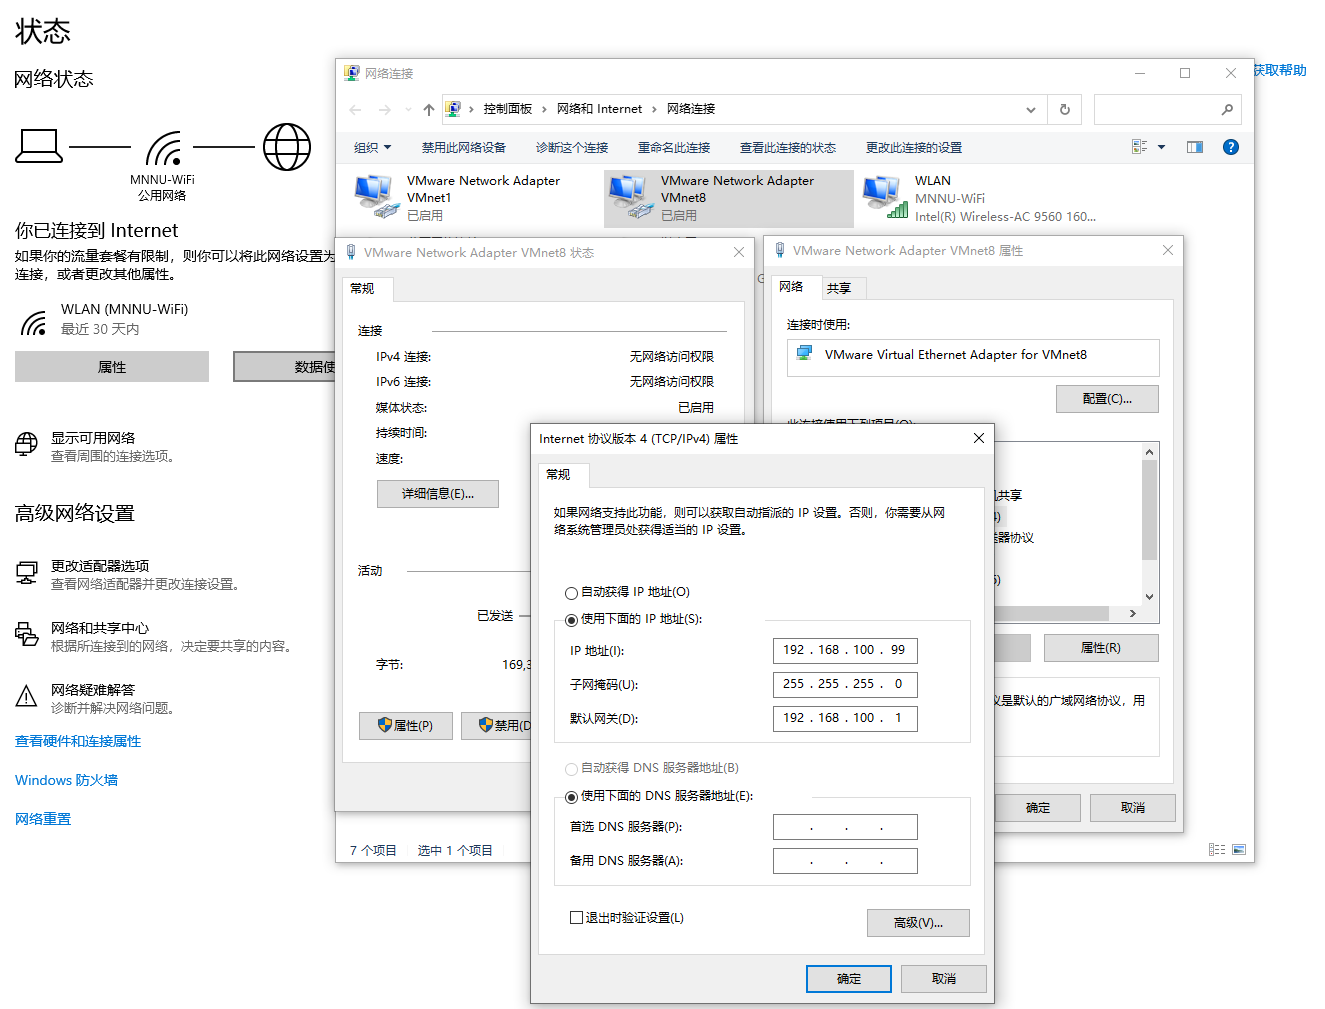 状态
网络状态
MNNU-WiFi
公用网络
你已连接到 Internet
如果你的流量套餐有限制，则你可以将此网络设置为
连接，或者更改其他属性。
WLAN (MNNU-WiFi)
最近 30 天内
属性
数据使
显示可用网络
查看周围的连接选项。
高级网络设置
更改适配器选项
查看网络适配器并更改连接设置。
网络和共享中心
根据所连接到的网络，决定要共享的内容。
网络疑难解答
诊断并解决网络问题。
查看硬件和连接属性
Windows 防火墙
网络重置
获取帮助
网络连接
控制面板 › 网络和 Internet › 网络连接
组织 禁用此网络设备 诊断这个连接 重命名此连接 查看此连接的状态 更改此连接的设置
VMware Network Adapter
VMnet1
已启用
VMware Network Adapter
VMnet8
已启用
WLAN
MNNU-WiFi
Intel(R) Wireless-AC 9560 160...
7 个项目 选中 1 个项目
VMware Network Adapter VMnet8 状态
常规
连接
IPv4 连接: 无网络访问权限
IPv6 连接: 无网络访问权限
媒体状态: 已启用
持续时间:
速度:
详细信息(E)...
活动
已发送
字节: 169,3
属性(P)
禁用(D
VMware Network Adapter VMnet8 属性
网络 共享
连接时使用:
VMware Virtual Ethernet Adapter for VMnet8
配置(C)...
此连接使用下列项目(O):
共享
4)
器协议
6)
属性(R)
是默认的广域网络协议，用
确定 取消
Internet 协议版本 4 (TCP/IPv4) 属性
常规
如果网络支持此功能，则可以获取自动指派的 IP 设置。否则，你需要从网
络系统管理员处获得适当的 IP 设置。
自动获得 IP 地址(O)
使用下面的 IP 地址(S):
IP 地址(I): 192 . 168 . 100 . 99
子网掩码(U): 255 . 255 . 255 . 0
默认网关(D): 192 . 168 . 100 . 1
自动获得 DNS 服务器地址(B)
使用下面的 DNS 服务器地址(E):
首选 DNS 服务器(P): . . .
备用 DNS 服务器(A): . . .
退出时验证设置(L)
高级(V)...
确定 取消